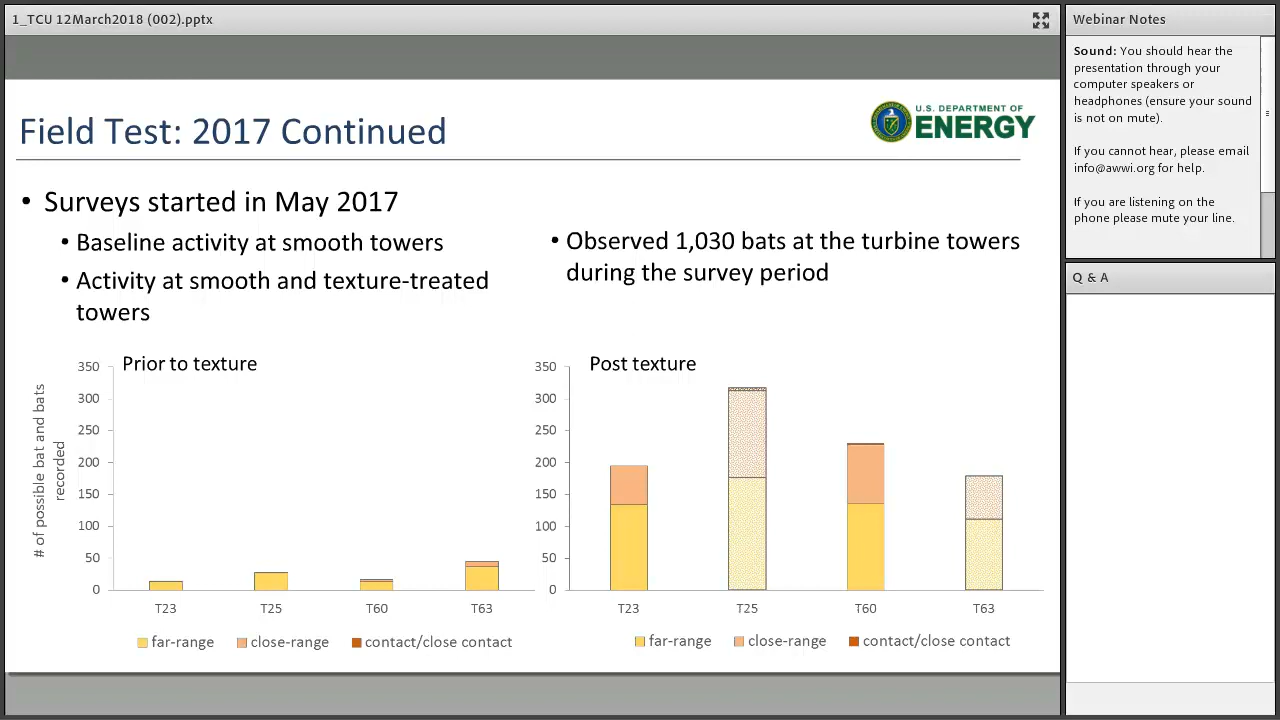 1_TCU 12March2018 (002).pptx
Field Test: 2017 Continued
U.S. DEPARTMENT OF
ENERGY
• Surveys started in May 2017
• Baseline activity at smooth towers
• Activity at smooth and texture-treated
towers
• Observed 1,030 bats at the turbine towers
during the survey period
# of possible bat and bats
recorded
Prior to texture
350
300
250
200
150
100
50
0
T23 T25 T60 T63
far-range close-range contact/close contact
Post texture
350
300
250
200
150
100
50
0
T23 T25 T60 T63
far-range close-range contact/close contact
Webinar Notes
Sound: You should hear the
presentation through your
computer speakers or
headphones (ensure your sound
is not on mute).
If you cannot hear, please email
info@awwi.org for help.
If you are listening on the
phone please mute your line.
Q & A